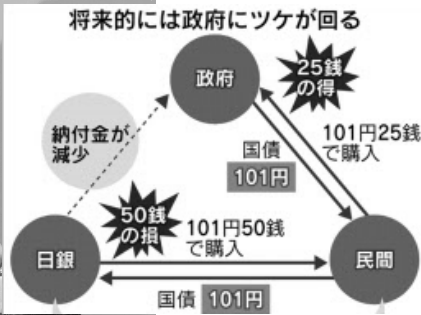 将来的には政府にツケが回る
政府
25銭
の得
納付金が
減少
国債
101円
101円25銭
で購入
50銭
の損
101円50銭
で購入
日銀
民間
国債 101円